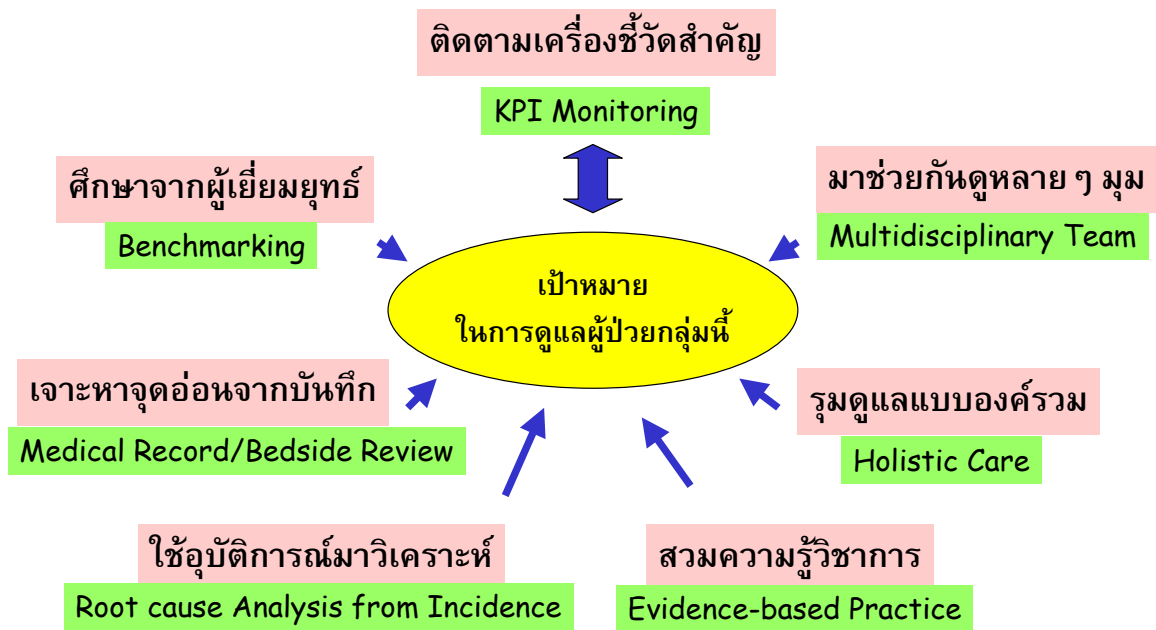 ติดตามเครื่องชี้วัดสำคัญ
KPI Monitoring
ศึกษาจากผู้เยี่ยมยุทธ์
Benchmarking
มาช่วยกันดูหลาย ๆ มุม
Multidisciplinary Team
เป้าหมาย
ในการดูแลผู้ป่วยกลุ่มนี้
เจาะหาจุดอ่อนจากบันทึก
Medical Record/Bedside Review
รุมดูแลแบบองค์รวม
Holistic Care
ใช้อุบัติการณ์มาวิเคราะห์
Root cause Analysis from Incidence
สวมความรู้วิชาการ
Evidence-based Practice